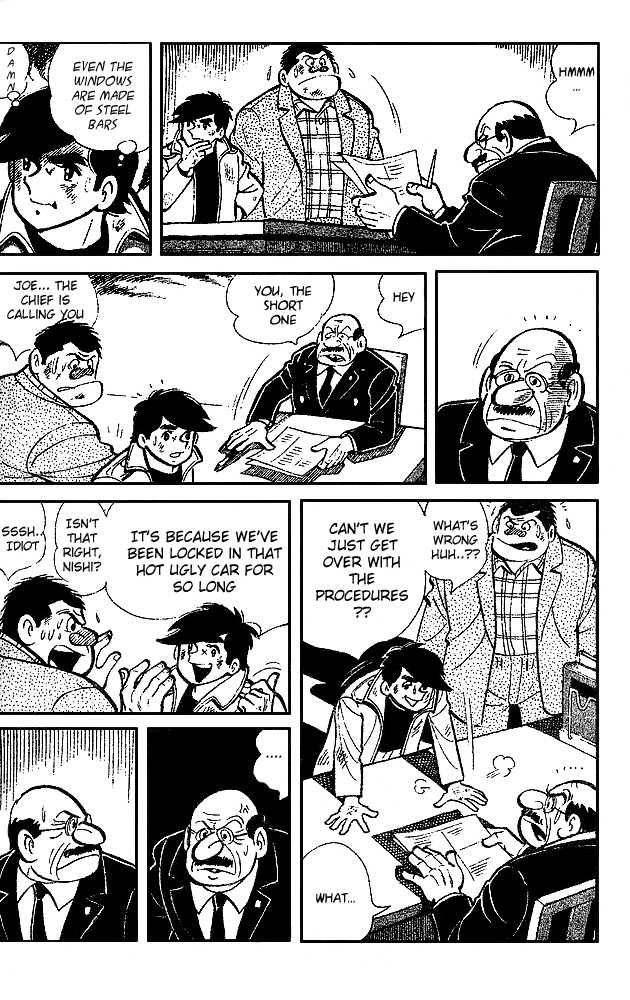 HMMM
...
EVEN THE
WINDOWS
ARE MADE
OF STEEL
BARS
D
A
M
N
HEY
YOU, THE
SHORT
ONE
JOE... THE
CHIEF IS
CALLING YOU
WHAT'S
WRONG
HUH..??
CAN'T WE
JUST GET
OVER WITH
THE
PROCEDURES
??
WHAT...
IT'S BECAUSE WE'VE
BEEN LOCKED IN THAT
HOT UGLY CAR FOR
SO LONG
ISN'T
THAT
RIGHT,
NISHI?
SSSH..
IDIOT
....